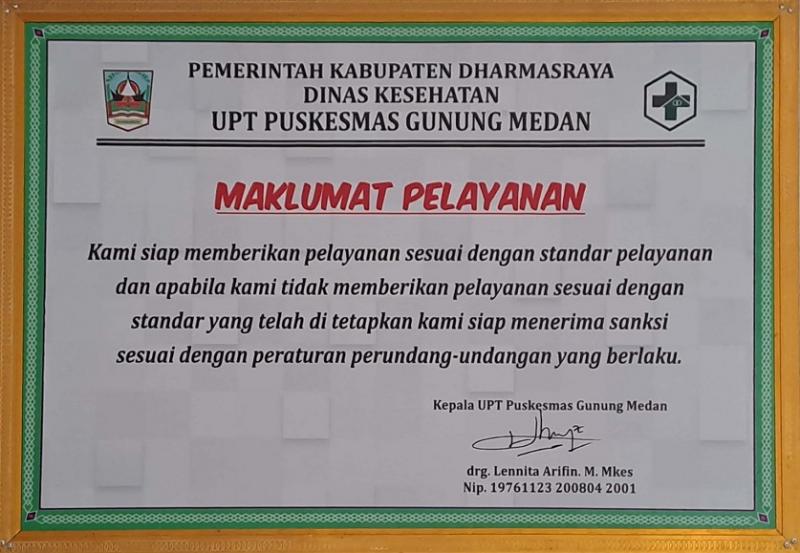 PEMERINTAH KABUPATEN DHARMASRAYA
DINAS KESEHATAN
UPT PUSKESMAS GUNUNG MEDAN
MAKLUMAT PELAYANAN
Kami siap memberikan pelayanan sesuai dengan standar pelayanan
dan apabila kami tidak memberikan pelayanan sesuai dengan
standar yang telah di tetapkan kami siap menerima sanksi
sesuai dengan peraturan perundang-undangan yang berlaku.
Kepala UPT Puskesmas Gunung Medan
drg. Lennita Arifin. M. Mkes
Nip. 19761123 200804 2001